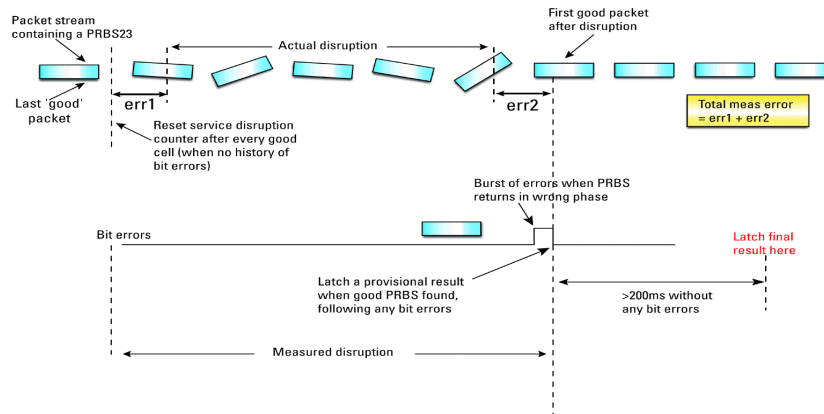 Packet stream
containing a PRBS23
Last 'good'
packet
Actual disruption
First good packet
after disruption
err1
err2
Total meas error
= err1 + err2
Reset service disruption
counter after every good
cell (when no history of
bit errors)
Burst of errors when PRBS
returns in wrong phase
Bit errors
Latch final
result here
Latch a provisional result
when good PRBS found,
following any bit errors
>200ms without
any bit errors
Measured disruption